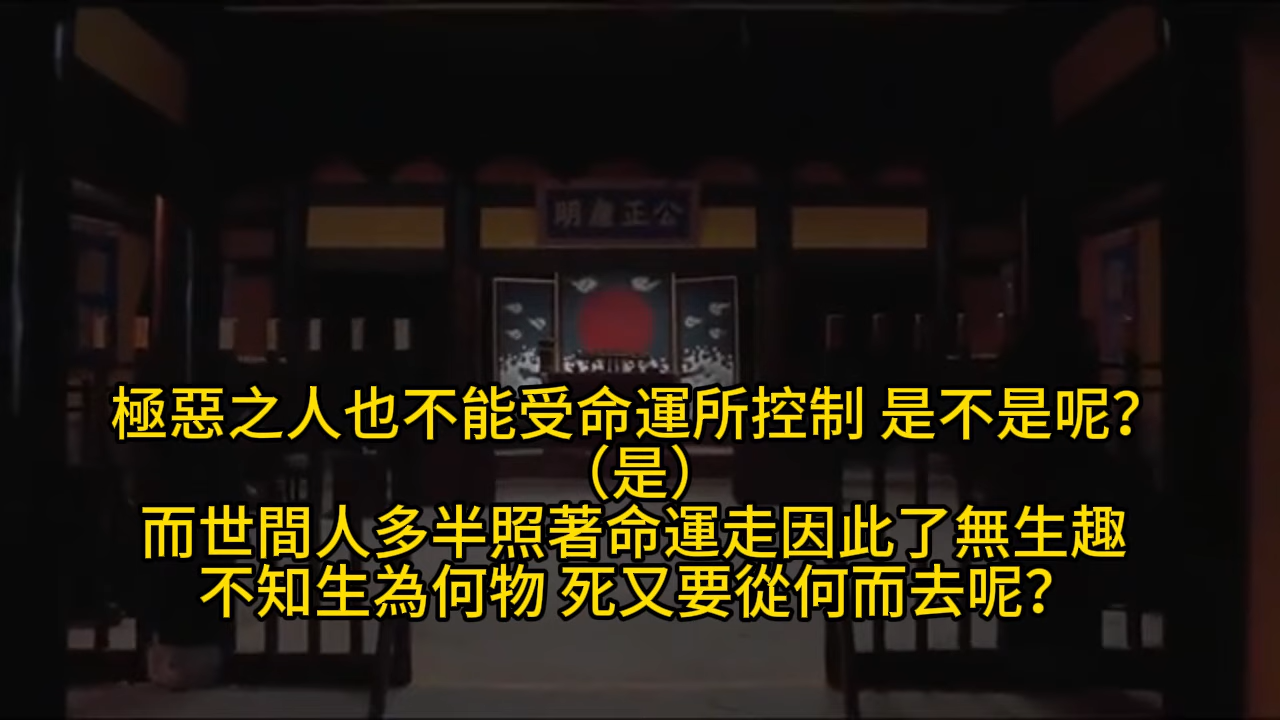 明廉正公
極惡之人也不能受命運所控制 是不是呢?
（是）
而世間人多半照著命運走因此了無生趣
不知生為何物 死又要從何而去呢?